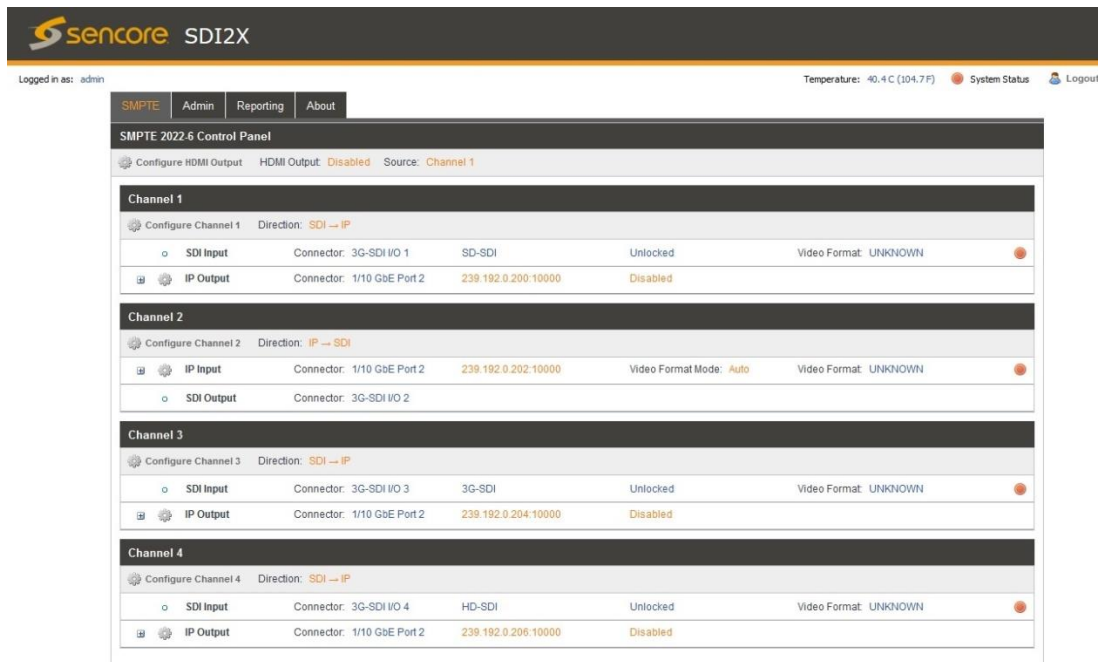 sencore SDI2X
Logged in as: admin Temperature: 40.4 C (104.7 F) System Status Logout
SMPTE Admin Reporting About
SMPTE 2022-6 Control Panel
Configure HDMI Output HDMI Output: Disabled Source: Channel 1
Channel 1
Configure Channel 1 Direction: SDI → IP
SDI Input Connector: 3G-SDI I/O 1 SD-SDI Unlocked Video Format: UNKNOWN
IP Output Connector: 1/10 GbE Port 2 239.192.0.200:10000 Disabled
Channel 2
Configure Channel 2 Direction: IP → SDI
IP Input Connector: 1/10 GbE Port 2 239.192.0.202:10000 Video Format Mode: Auto Video Format: UNKNOWN
SDI Output Connector: 3G-SDI I/O 2
Channel 3
Configure Channel 3 Direction: SDI → IP
SDI Input Connector: 3G-SDI I/O 3 3G-SDI Unlocked Video Format: UNKNOWN
IP Output Connector: 1/10 GbE Port 2 239.192.0.204:10000 Disabled
Channel 4
Configure Channel 4 Direction: SDI → IP
SDI Input Connector: 3G-SDI I/O 4 HD-SDI Unlocked Video Format: UNKNOWN
IP Output Connector: 1/10 GbE Port 2 239.192.0.206:10000 Disabled